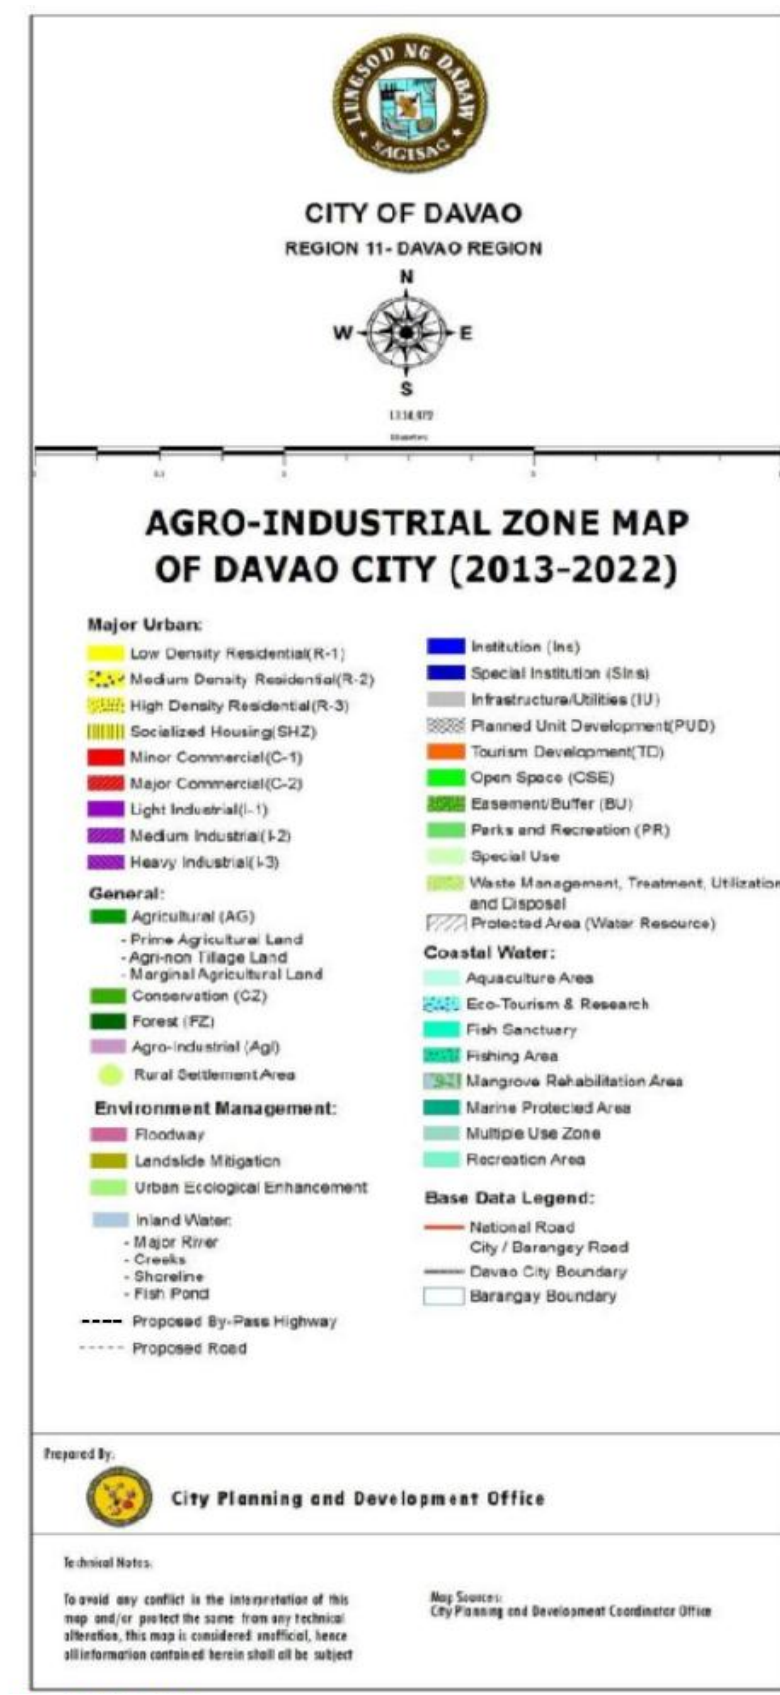 LUNGSOD NG DABAW
SAGISAG
CITY OF DAVAO
REGION 11- DAVAO REGION
N
W E
S
AGRO-INDUSTRIAL ZONE MAP
OF DAVAO CITY (2013-2022)
Major Urban:
Low Density Residential(R-1)
Medium Density Residential(R-2)
High Density Residential(R-3)
Socialized Housing(SHZ)
Minor Commercial(C-1)
Major Commercial(C-2)
Light Industrial(I-1)
Medium Industrial(I-2)
Heavy Industrial(I-3)
General:
Agricultural (AG)
- Prime Agricultural Land
- Agri-non Tillage Land
- Marginal Agricultural Land
Conservation (CZ)
Forest (FZ)
Agro-Industrial (AgI)
Rural Settlement Area
Environment Management:
Floodway
Landslide Mitigation
Urban Ecological Enhancement
Inland Water:
- Major River
- Creeks
- Shoreline
- Fish Pond
Proposed By-Pass Highway
Proposed Road
Institution (Ins)
Special Institution (SIns)
Infrastructure/Utilities (IU)
Planned Unit Development(PUD)
Tourism Development(TD)
Open Space (OSE)
Easement/Buffer (BU)
Parks and Recreation (PR)
Special Use
Waste Management, Treatment, Utilization
and Disposal
Protected Area (Water Resource)
Coastal Water:
Aquaculture Area
Eco-Tourism & Research
Fish Sanctuary
Fishing Area
Mangrove Rehabilitation Area
Marine Protected Area
Multiple Use Zone
Recreation Area
Base Data Legend:
National Road
City / Barangay Road
Davao City Boundary
Barangay Boundary
Prepared By:
City Planning and Development Office
Technical Notes:
To avoid any conflict in the interpretation of this
map and/or protect the same from any technical
alteration, this map is considered unofficial, hence
all information contained herein shall all be subject
Map Sources:
City Planning and Development Coordinator Office